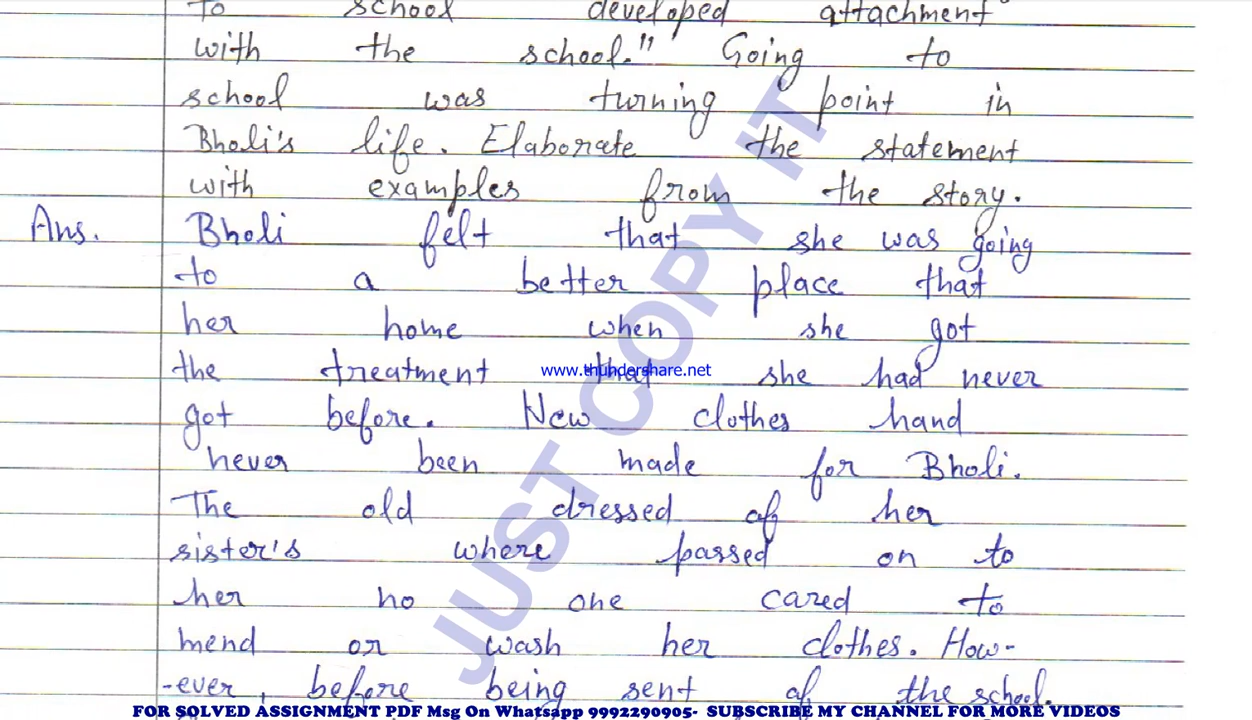 to school developed attachment
with the school." Going to
school was turning point in
Bholi's life. Elaborate the statement
with examples from the story.
Ans. Bholi felt that she was going
to a better place that
her home when she got
the treatment that she had never
www.thundershare.net
got before. New clothes hand
never been made for Bholi.
The old dressed of her
sister's where passed on to
her no one cared to
mend or wash her clothes. How-
-ever, before being sent of the school.
JUST COPY IT
FOR SOLVED ASSIGNMENT PDF Msg On Whatsapp 9992290905- SUBSCRIBE MY CHANNEL FOR MORE VIDEOS